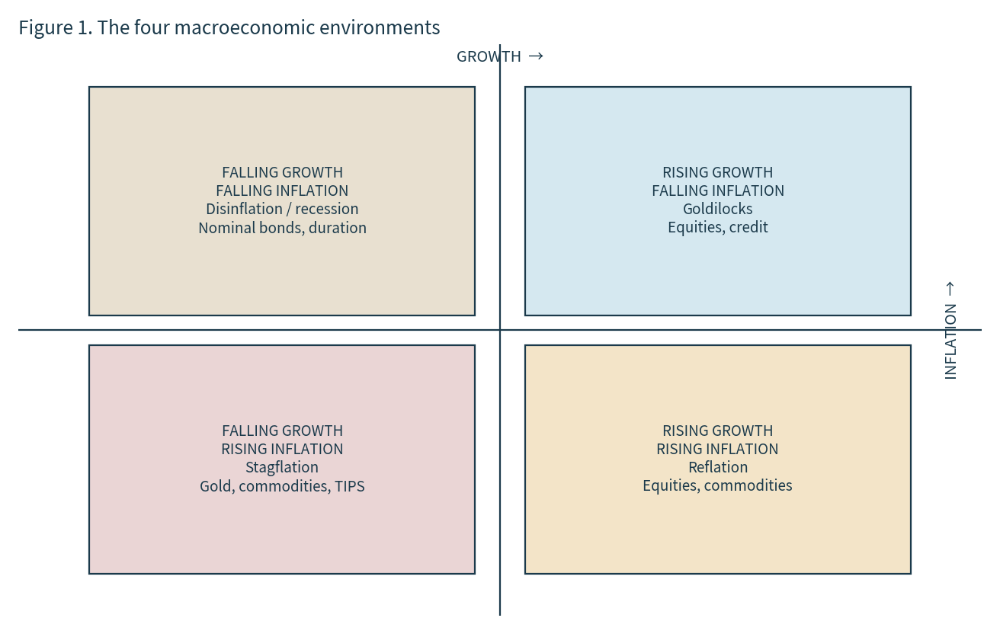 Figure 1. The four macroeconomic environments
GROWTH →
FALLING GROWTH
FALLING INFLATION
Disinflation / recession
Nominal bonds, duration
RISING GROWTH
FALLING INFLATION
Goldilocks
Equities, credit
INFLATION →
FALLING GROWTH
RISING INFLATION
Stagflation
Gold, commodities, TIPS
RISING GROWTH
RISING INFLATION
Reflation
Equities, commodities